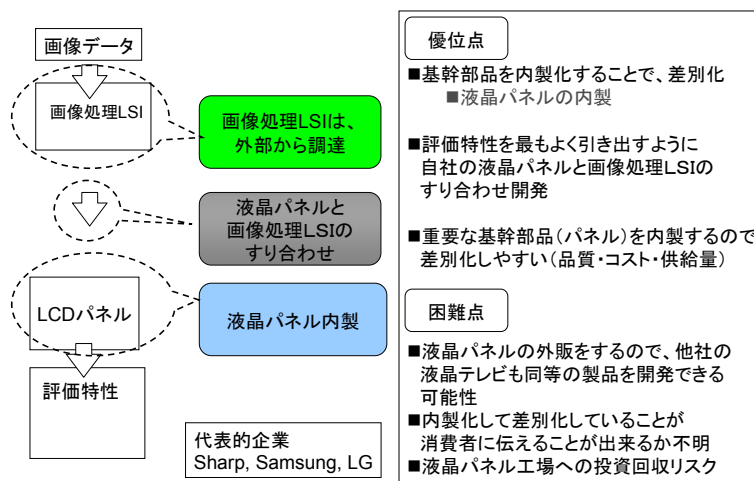 画像データ
画像処理LSI
画像処理LSIは、
外部から調達
液晶パネルと
画像処理LSIの
すり合わせ
LCDパネル
液晶パネル内製
評価特性
代表的企業
Sharp, Samsung, LG
優位点
■基幹部品を内製化することで、差別化
■液晶パネルの内製
■評価特性を最もよく引き出すように
自社の液晶パネルと画像処理LSIの
すり合わせ開発
■重要な基幹部品(パネル)を内製するので
差別化しやすい(品質・コスト・供給量)
困難点
■液晶パネルの外販をするので、他社の
液晶テレビも同等の製品を開発できる
可能性
■内製化して差別化していることが
消費者に伝えることが出来るか不明
■液晶パネル工場への投資回収リスク